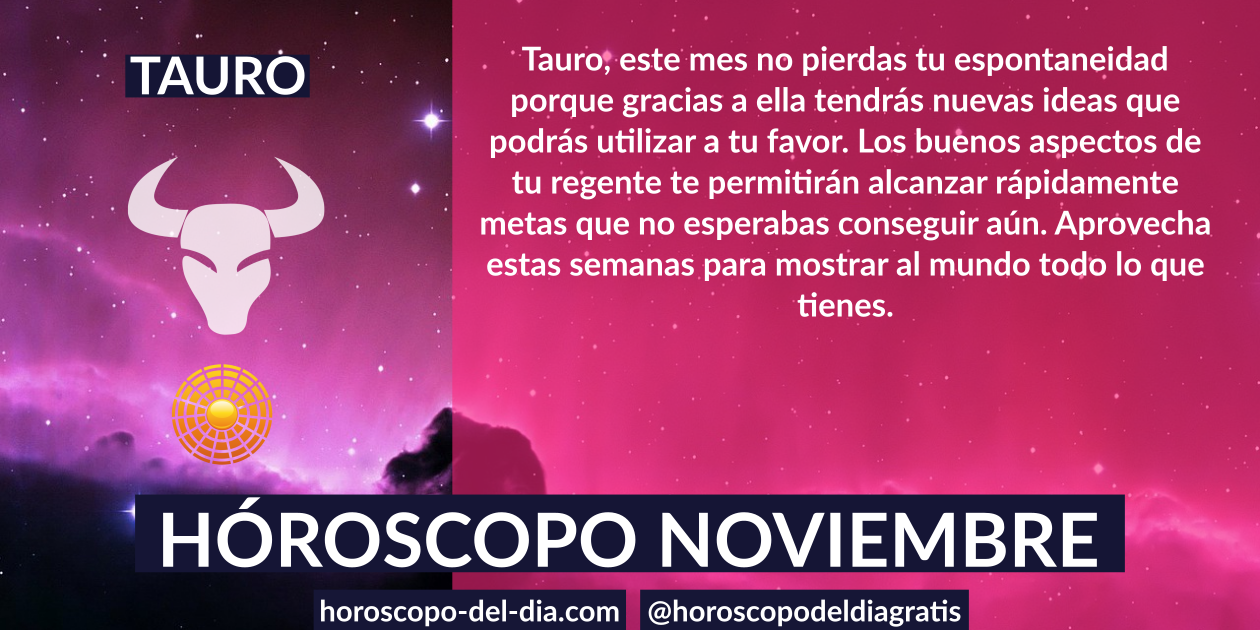 TAURO
Tauro, este mes no pierdas tu espontaneidad
porque gracias a ella tendrás nuevas ideas que
podrás utilizar a tu favor. Los buenos aspectos de
tu regente te permitirán alcanzar rápidamente
metas que no esperabas conseguir aún. Aprovecha
estas semanas para mostrar al mundo todo lo que
tienes.
HÓROSCOPO NOVIEMBRE
horoscopo-del-dia.com @horoscopodeldiagratis